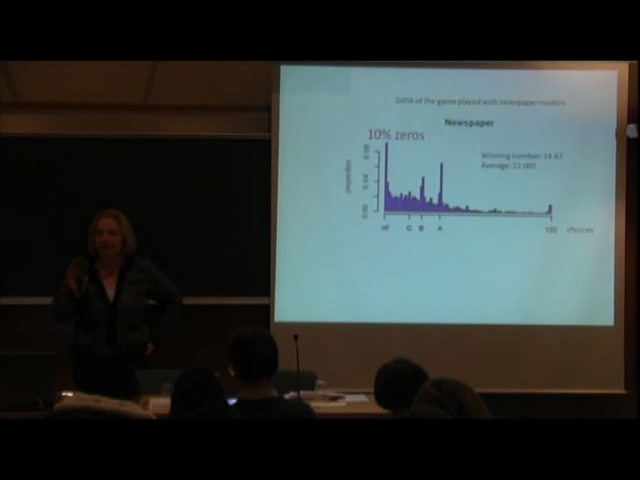 DATA of the game played with newspaper readers
Newspaper
10% zeros
Winning number: 14.67
Average: 22.005
proportion
0.08
0.04
0.00
D B A
choices